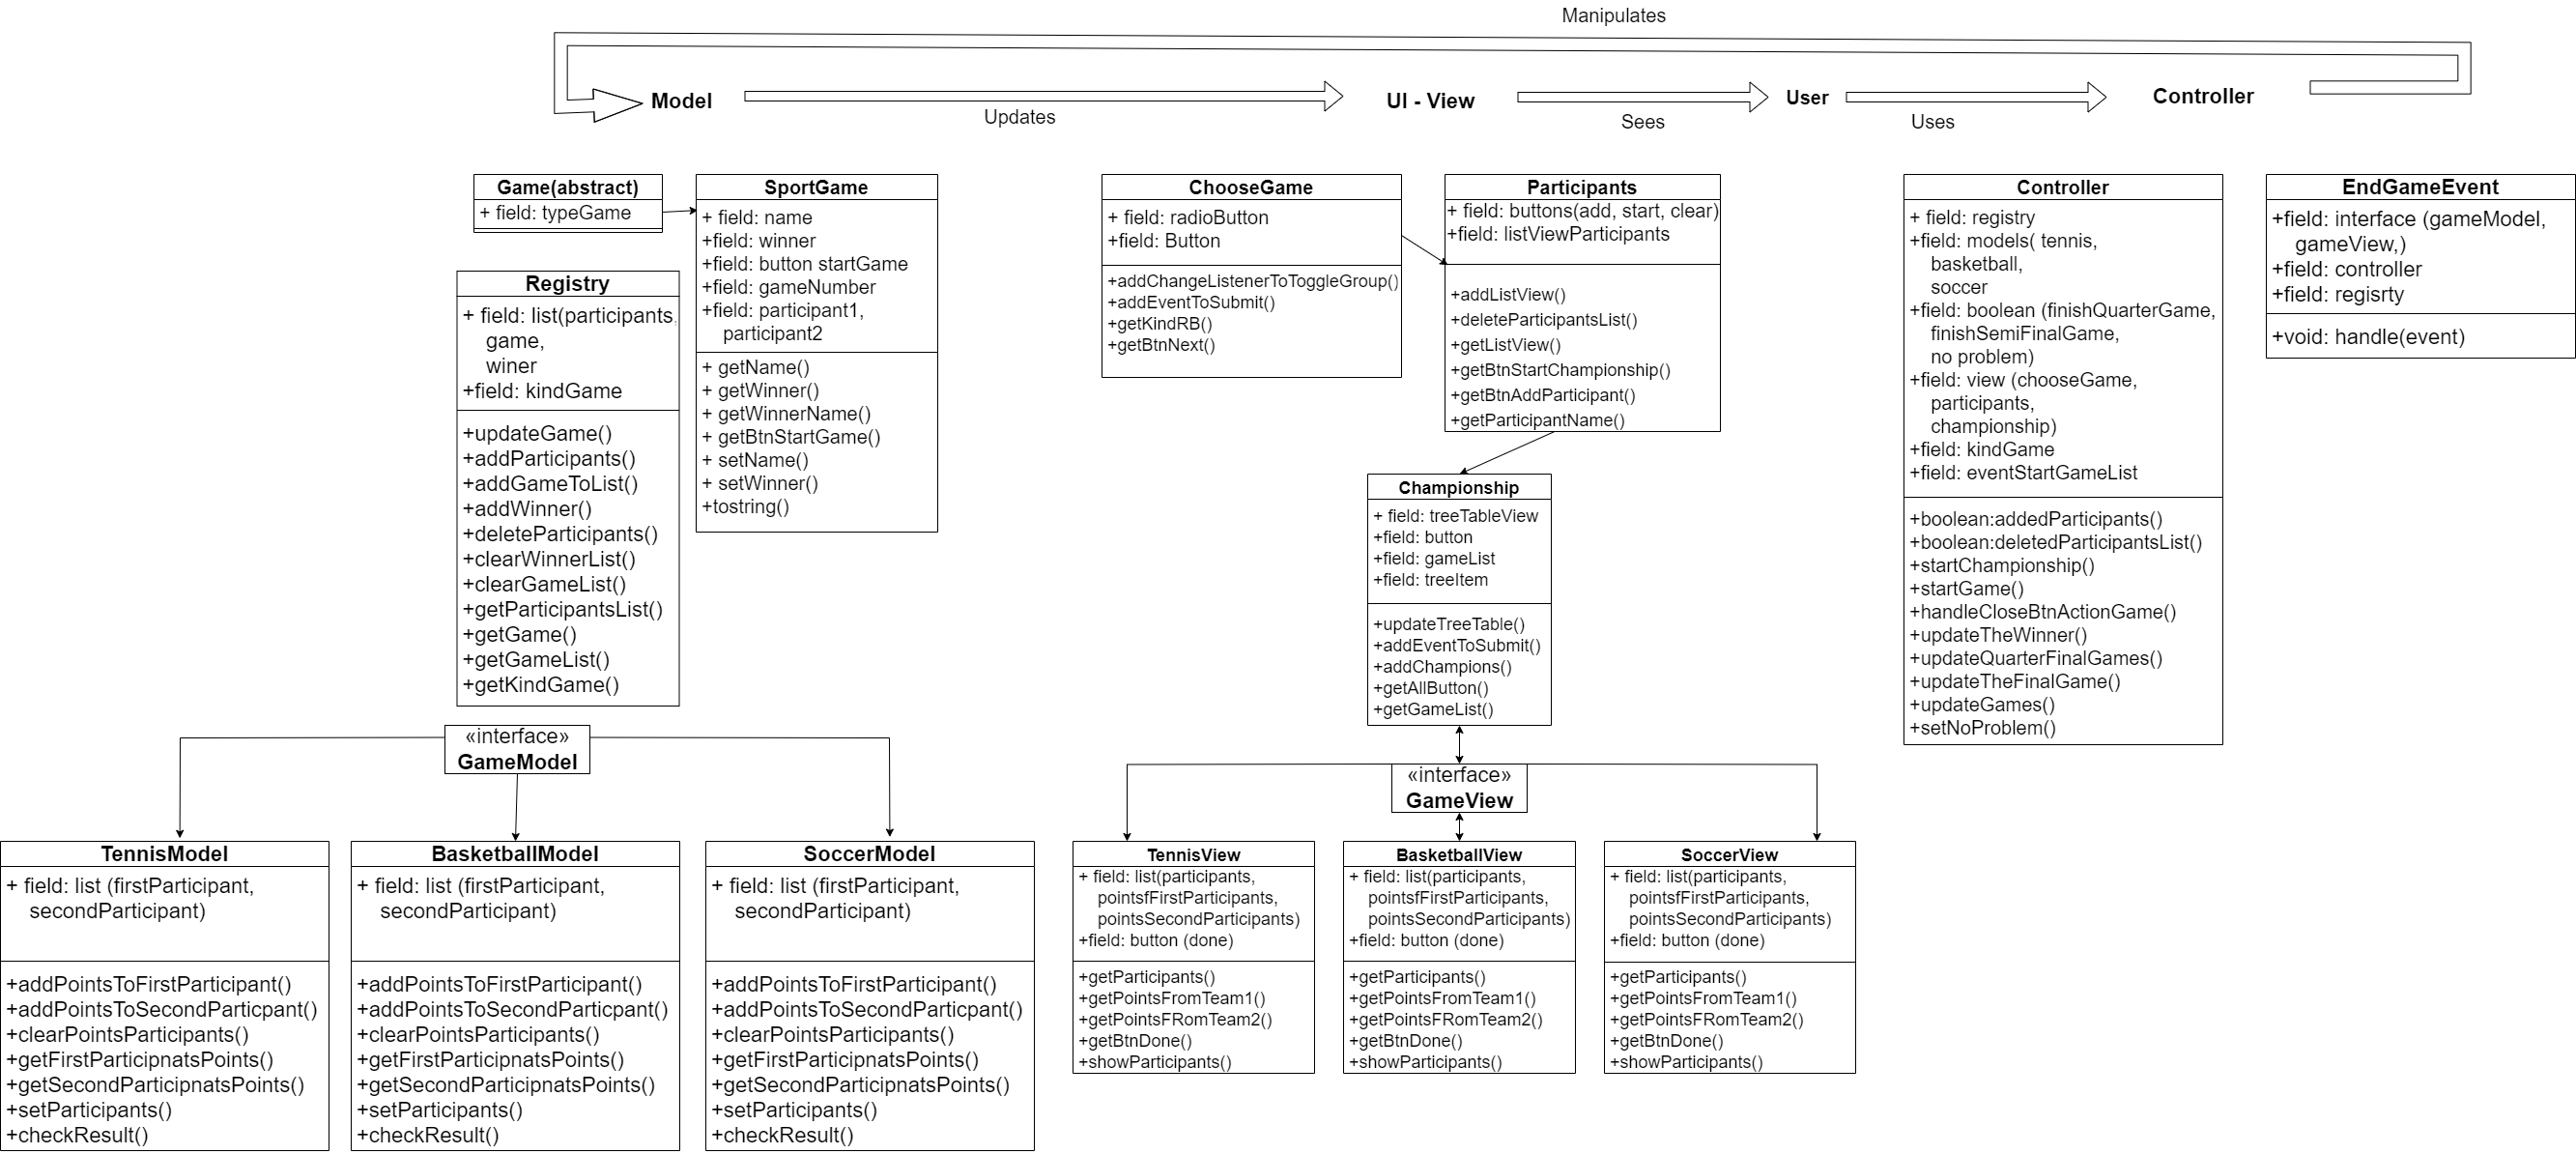 Manipulates
Model
Updates
UI - View
Sees
User
Uses
Controller
Game(abstract)
+ field: typeGame
SportGame
+ field: name
+field: winner
+field: button startGame
+field: gameNumber
+field: participant1,
participant2
+ getName()
+ getWinner()
+ getWinnerName()
+ getBtnStartGame()
+ setName()
+ setWinner()
+tostring()
Registry
+ field: list(participants,
game,
winer
+field: kindGame
+updateGame()
+addParticipants()
+addGameToList()
+addWinner()
+deleteParticipants()
+clearWinnerList()
+clearGameList()
+getParticipantsList()
+getGame()
+getGameList()
+getKindGame()
«interface»
GameModel
TennisModel
+ field: list (firstParticipant,
secondParticipant)
+addPointsToFirstParticipant()
+addPointsToSecondParticpant()
+clearPointsParticipants()
+getFirstParticipnatsPoints()
+getSecondParticipnatsPoints()
+setParticipants()
+checkResult()
BasketballModel
+ field: list (firstParticipant,
secondParticipant)
+addPointsToFirstParticipant()
+addPointsToSecondParticpant()
+clearPointsParticipants()
+getFirstParticipnatsPoints()
+getSecondParticipnatsPoints()
+setParticipants()
+checkResult()
SoccerModel
+ field: list (firstParticipant,
secondParticipant)
+addPointsToFirstParticipant()
+addPointsToSecondParticpant()
+clearPointsParticipants()
+getFirstParticipnatsPoints()
+getSecondParticipnatsPoints()
+setParticipants()
+checkResult()
ChooseGame
+ field: radioButton
+field: Button
+addChangeListenerToToggleGroup()
+addEventToSubmit()
+getKindRB()
+getBtnNext()
Participants
+ field: buttons(add, start, clear)
+field: listViewParticipants
+addListView()
+deleteParticipantsList()
+getListView()
+getBtnStartChampionship()
+getBtnAddParticipant()
+getParticipantName()
Championship
+ field: treeTableView
+field: button
+field: gameList
+field: treeItem
+updateTreeTable()
+addEventToSubmit()
+addChampions()
+getAllButton()
+getGameList()
«interface»
GameView
TennisView
+ field: list(participants,
pointsfFirstParticipants,
pointsSecondParticipants)
+field: button (done)
+getParticipants()
+getPointsFromTeam1()
+getPointsFRomTeam2()
+getBtnDone()
+showParticipants()
BasketballView
+ field: list(participants,
pointsfFirstParticipants,
pointsSecondParticipants)
+field: button (done)
+getParticipants()
+getPointsFromTeam1()
+getPointsFRomTeam2()
+getBtnDone()
+showParticipants()
SoccerView
+ field: list(participants,
pointsfFirstParticipants,
pointsSecondParticipants)
+field: button (done)
+getParticipants()
+getPointsFromTeam1()
+getPointsFRomTeam2()
+getBtnDone()
+showParticipants()
Controller
+ field: registry
+field: models( tennis,
basketball,
soccer
+field: boolean (finishQuarterGame,
finishSemiFinalGame,
no problem)
+field: view (chooseGame,
participants,
championship)
+field: kindGame
+field: eventStartGameList
+boolean:addedParticipants()
+boolean:deletedParticipantsList()
+startChampionship()
+startGame()
+handleCloseBtnActionGame()
+updateTheWinner()
+updateQuarterFinalGames()
+updateTheFinalGame()
+updateGames()
+setNoProblem()
EndGameEvent
+field: interface (gameModel,
gameView,)
+field: controller
+field: regisrty
+void: handle(event)